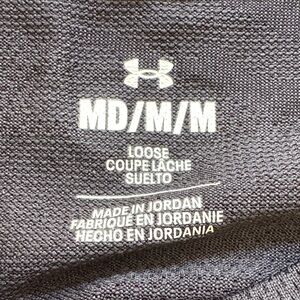 MD/M/M
LOOSE
COUPE LÂCHE
SUELTO
MADE IN JORDAN
FABRIQUÉ EN JORDANIE
HECHO EN JORDANIA